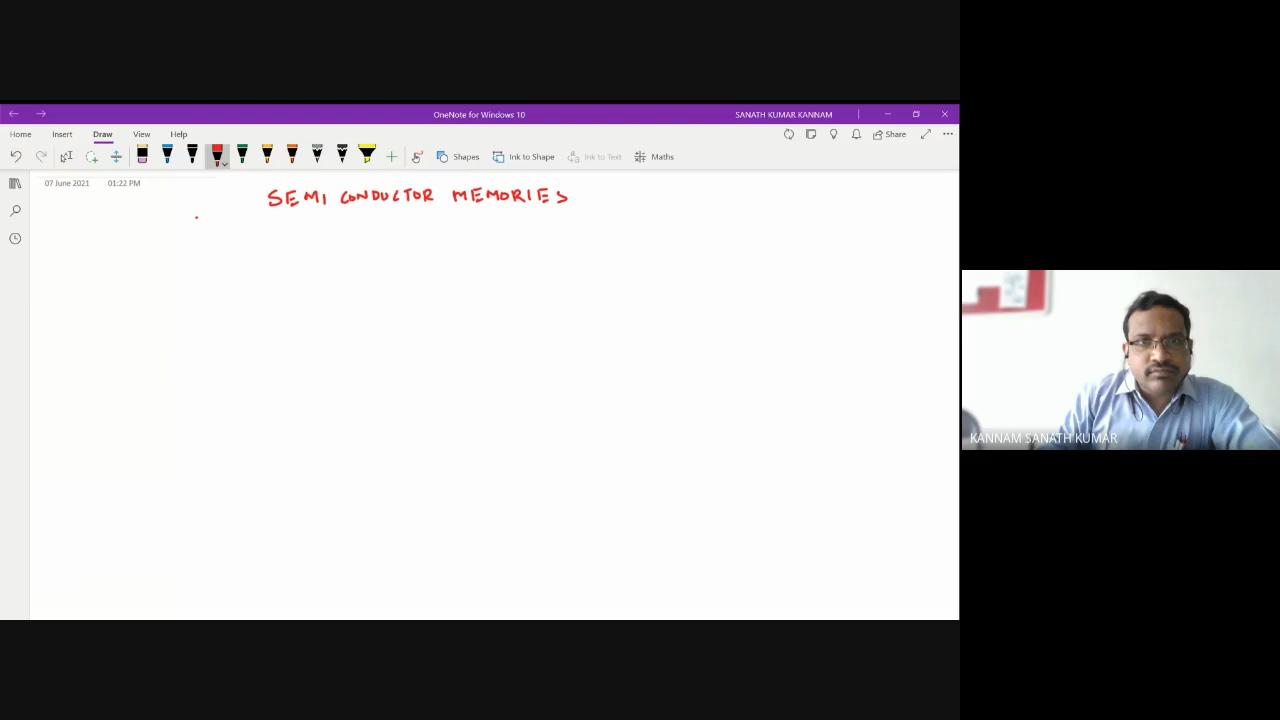 OneNote for Windows 10
SANATH KUMAR KANNAM
Home Insert Draw View Help
Share
Shapes Ink to Shape Ink to Text Maths
07 June 2021 01:22 PM
SEMI CONDUCTOR MEMORIES
KANNAM SANATH KUMAR